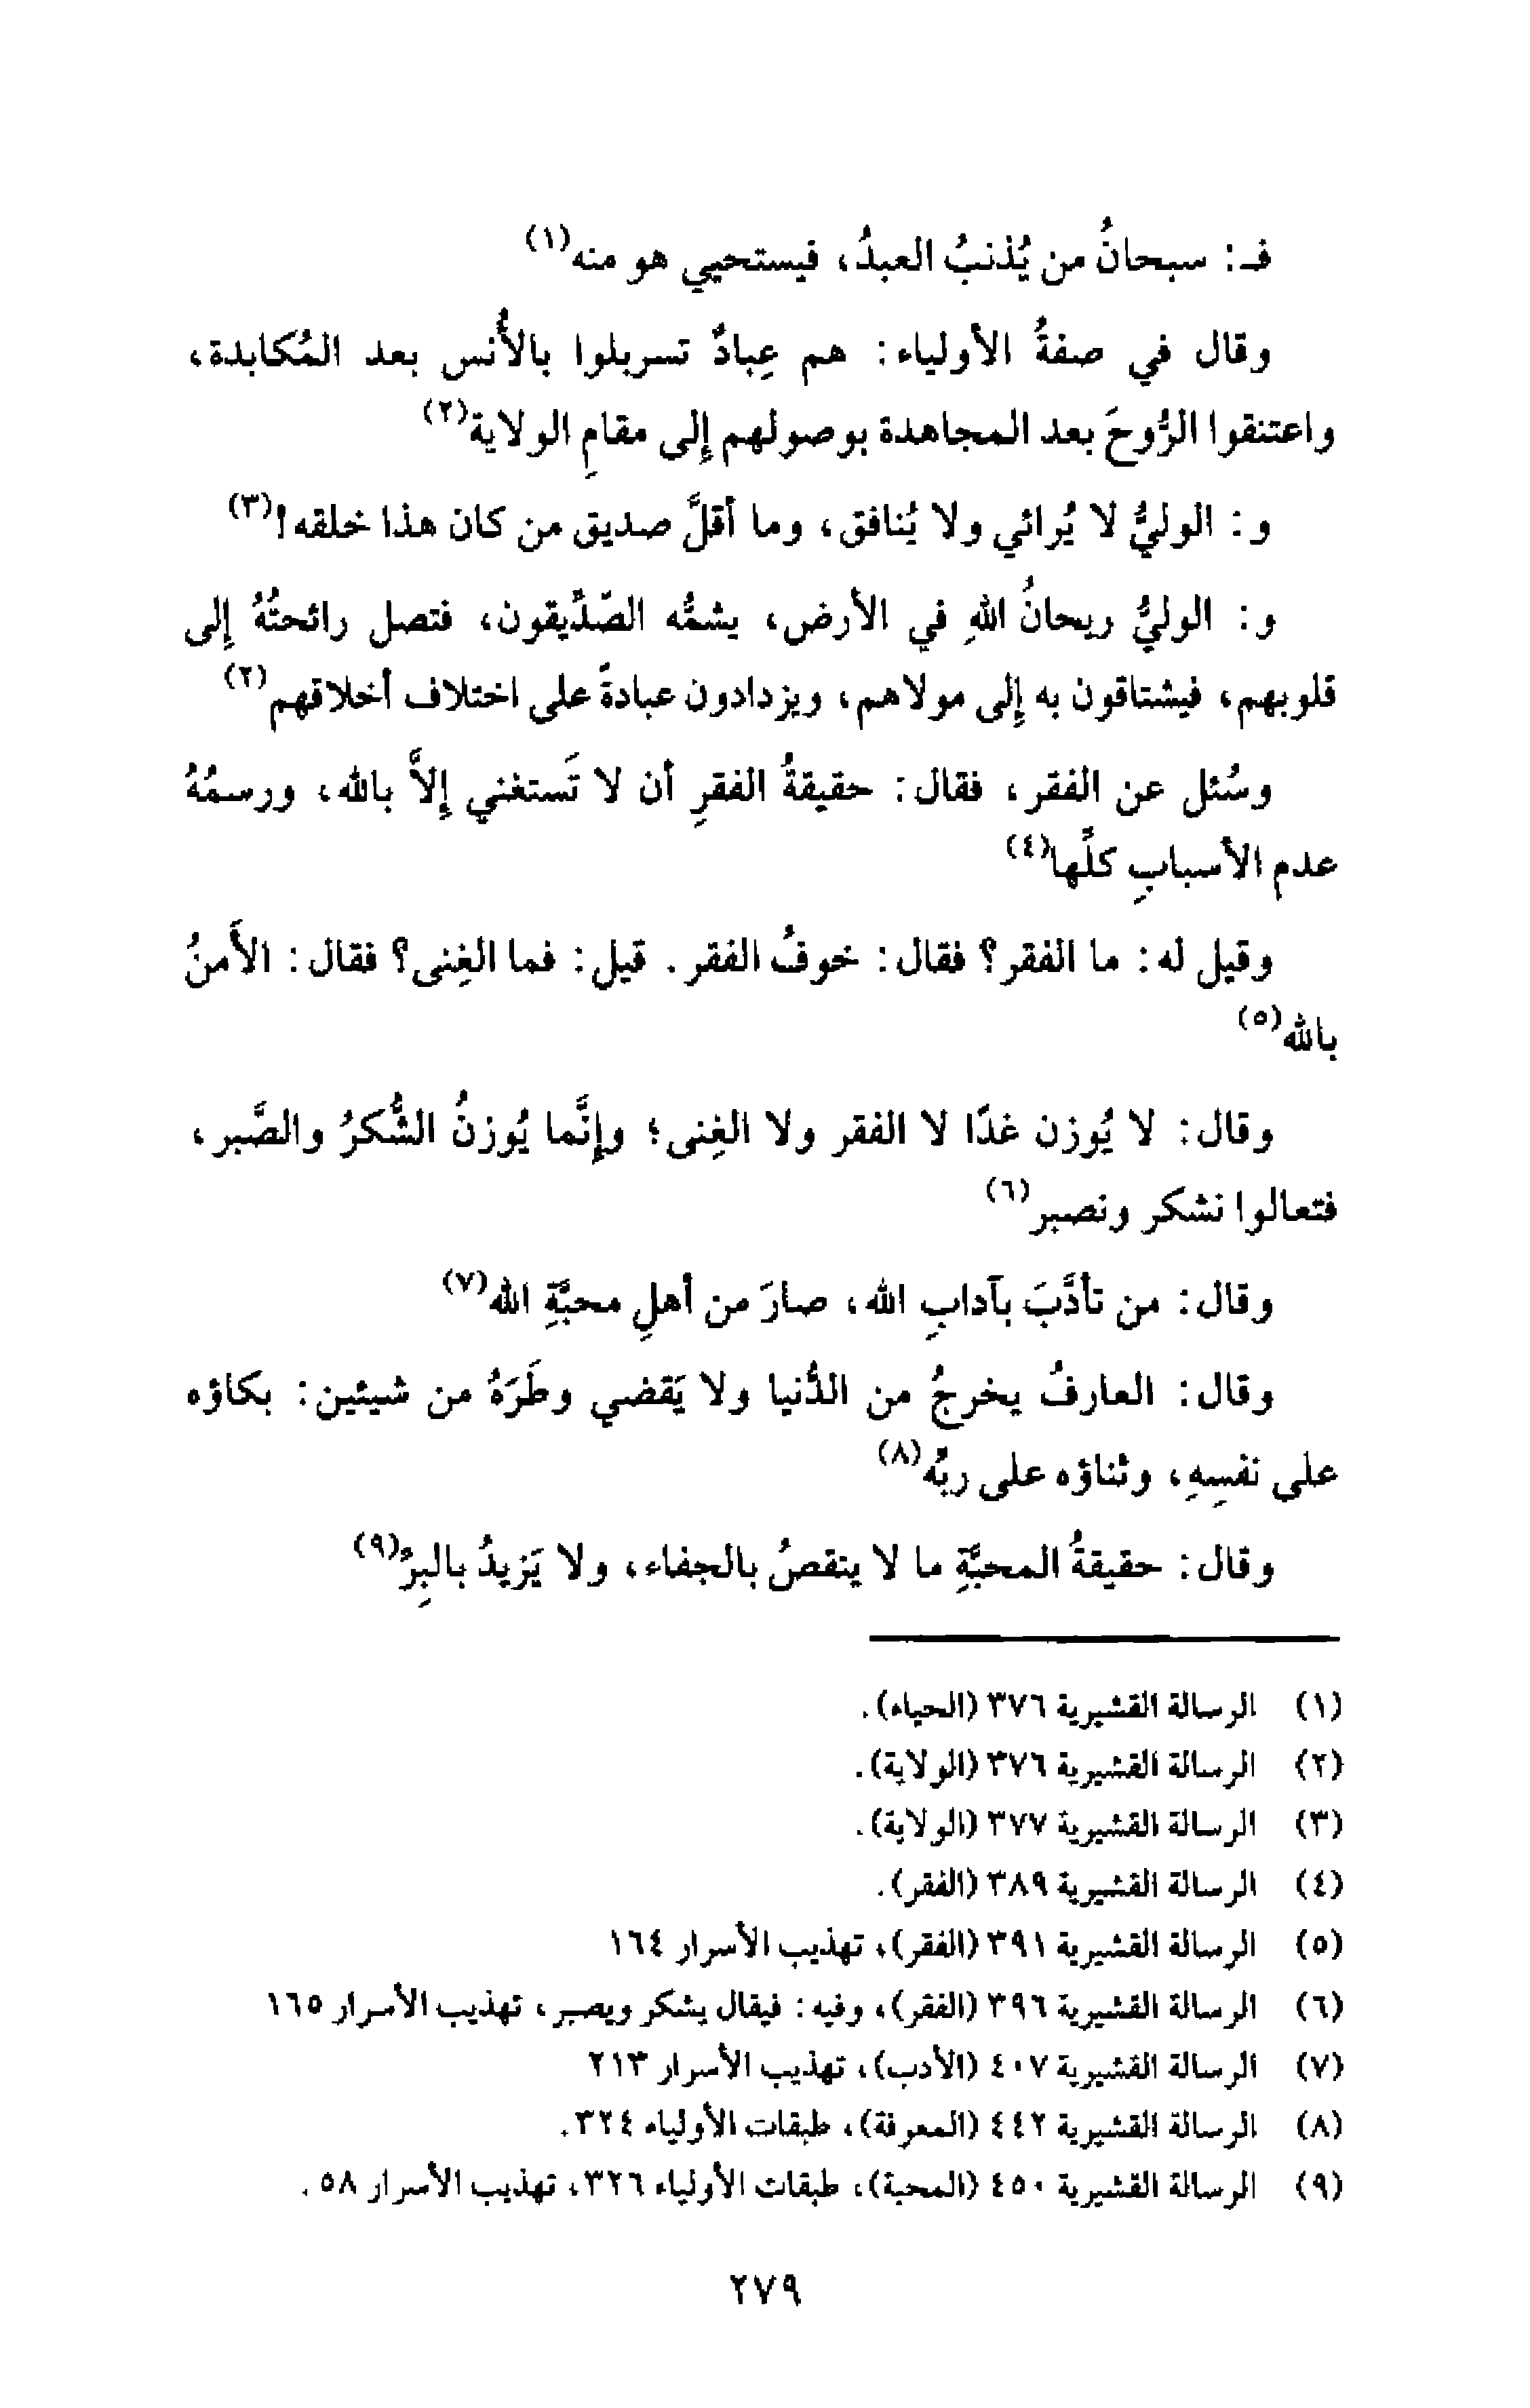 فـ: سبحانُ من يُذنبُ العبدُ، فيستحيي هو منه(١)
وقال في صفةُ الأولياء: هم عِبادٌ تسربلوا بالأُنس بعد المُكابدة،
واعتنقوا الرُّوحَ بعد المجاهدة بوصولهم إِلى مقامِ الولاية(٢)
و: الوليُّ لا يُرائي ولا يُنافق، وما أقلَّ صديق من كان هذا خلقه!(٣)
و: الوليُّ ريحانُ اللهِ في الأرض، يشمُّه الصِّدِّيقون، فتصل رائحتُهُ إِلى
قلوبهم، فيشتاقون به إِلى مولاهم، ويزدادون عبادةً على اختلاف أخلاقهم(٢)
وسُئل عن الفقر، فقال: حقيقةُ الفقرِ أن لا تَستغني إِلاَّ بالله، ورسمُهُ
عدم الأسبابِ كلِّها(٤)
وقيل له: ما الفقر؟ فقال: خوفُ الفقر. قيل: فما الغِنى؟ فقال: الأَمنُ
بالله(٥)
وقال: لا يُوزن غدًا لا الفقر ولا الغِنى؛ وإِنَّما يُوزنُ الشُّكرُ والصَّبر،
فتعالوا نشكر ونصبر(٦)
وقال: من تأدَّبَ بآدابِ الله، صارَ من أهلِ محبَّةِ الله(٧)
وقال: العارفُ يخرجُ من الدُّنيا ولا يَقضي وطَرَهُ من شيئين: بكاؤه
على نفسِهِ، وثناؤه على ربِّه(٨)
وقال: حقيقةُ المحبَّةِ ما لا ينقصُ بالجفاء، ولا يَزيدُ بالبِرِّ(٩)
(١) الرسالة القشيرية ٣٧٦ (الحياء).
(٢) الرسالة القشيرية ٣٧٦ (الولاية).
(٣) الرسالة القشيرية ٣٧٧ (الولاية).
(٤) الرسالة القشيرية ٣٨٩ (الفقر).
(٥) الرسالة القشيرية ٣٩١ (الفقر)، تهذيب الأسرار ١٦٤
(٦) الرسالة القشيرية ٣٩٦ (الفقر)، وفيه: فيقال يشكر ويصبر، تهذيب الأسرار ١٦٥
(٧) الرسالة القشيرية ٤٠٧ (الأدب)، تهذيب الأسرار ٢١٣
(٨) الرسالة القشيرية ٤٤٢ (المعرفة)، طبقات الأولياء ٣٢٤.
(٩) الرسالة القشيرية ٤٥٠ (المحبة)، طبقات الأولياء ٣٢٦، تهذيب الأسرار ٥٨.
٢٧٩